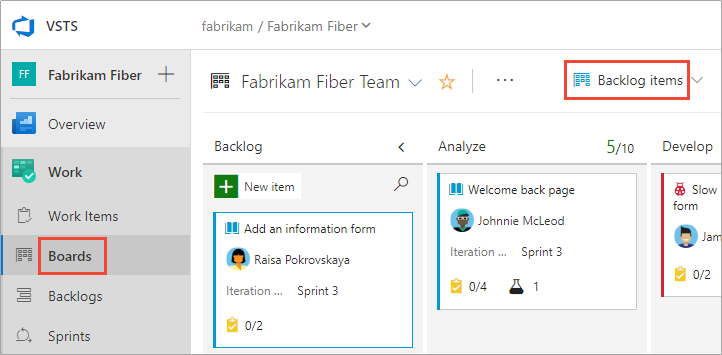 VSTS
fabrikam / Fabrikam Fiber
FF Fabrikam Fiber
Fabrikam Fiber Team
...
Backlog items
Overview
Work
Work Items
Boards
Backlogs
Sprints
Backlog
New item
Add an information form
Raisa Pokrovskaya
Iteration ... Sprint 3
0/2
Analyze 5/10
Welcome back page
Johnnie McLeod
Iteration ... Sprint 3
0/4 1
Develop
Slow
form
Jam
0/2